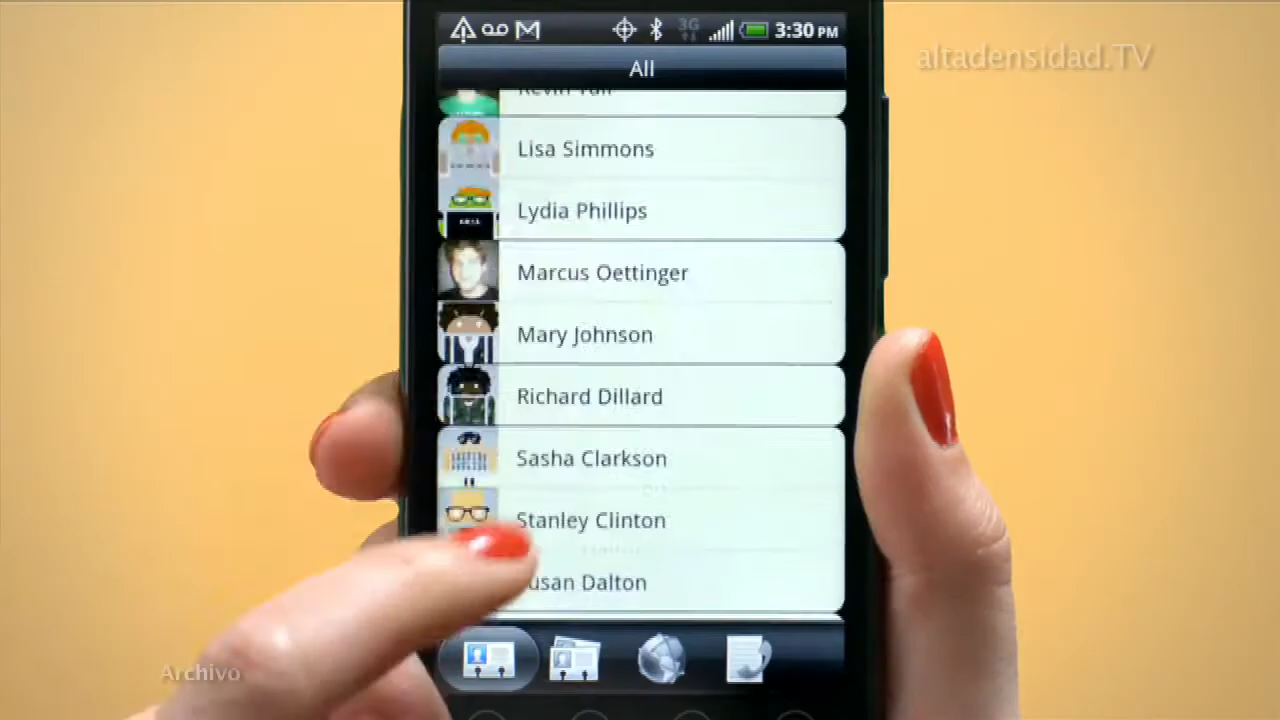 3G
3:30 PM
altadensidad.TV
All
Lisa Simmons
Lydia Phillips
Marcus Oettinger
Mary Johnson
Richard Dillard
Sasha Clarkson
Stanley Clinton
usan Dalton
Archivo